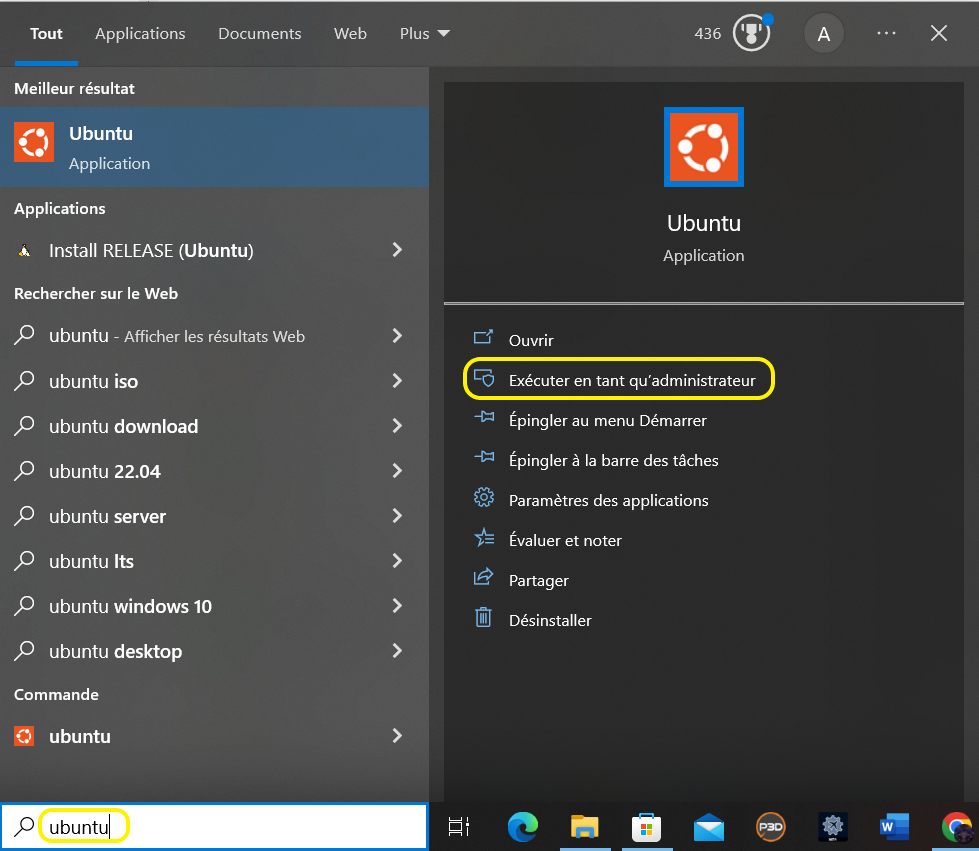 Tout Applications Documents Web Plus 436 A
Meilleur résultat
Ubuntu
Application
Applications
Install RELEASE (Ubuntu)
Rechercher sur le Web
ubuntu - Afficher les résultats Web
ubuntu iso
ubuntu download
ubuntu 22.04
ubuntu server
ubuntu lts
ubuntu windows 10
ubuntu desktop
Commande
ubuntu
ubuntu
Ubuntu
Application
Ouvrir
Exécuter en tant qu’administrateur
Épingler au menu Démarrer
Épingler à la barre des tâches
Paramètres des applications
Évaluer et noter
Partager
Désinstaller
P3D
W